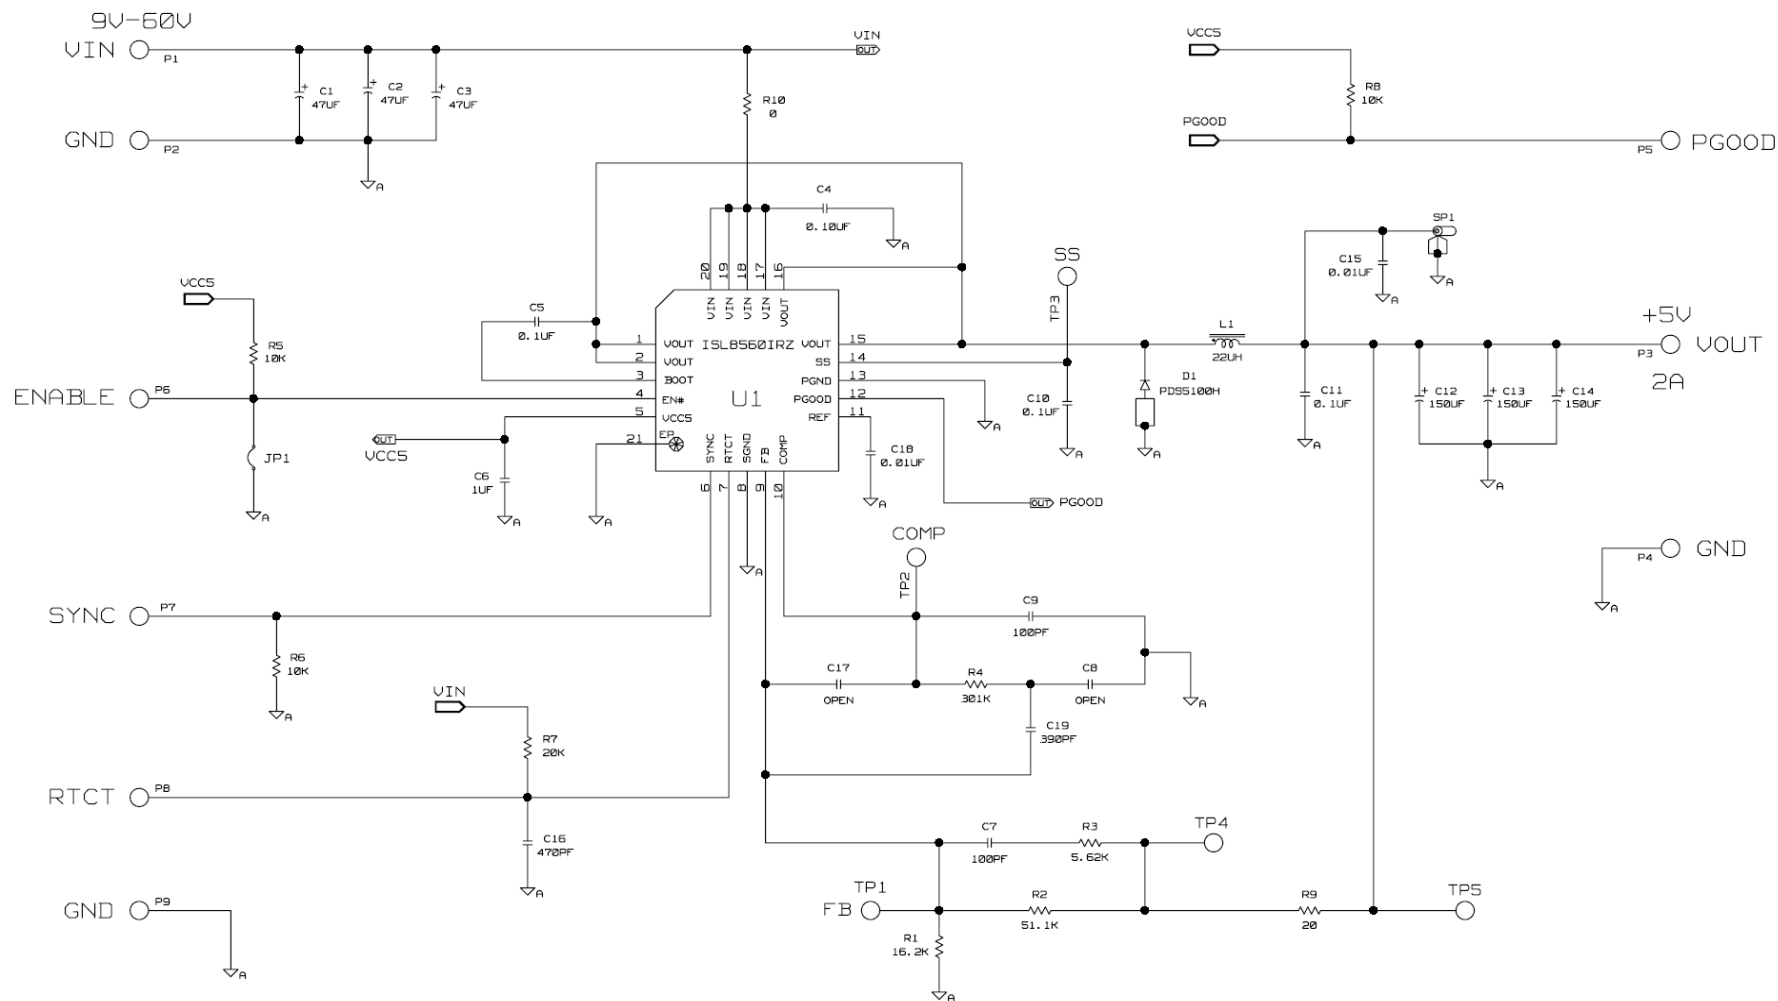 9V-60V
VIN
P1
C1
47UF
C2
47UF
C3
47UF
GND
P2
A
VIN
OUT
R10
0
C4
0.10UF
A
VCC5
R8
10K
PGOOD
P5
PGOOD
SP1
C15
0.01UF
A
A
SS
TP3
VCC5
R5
10K
ENABLE
P6
JP1
A
C5
0.1UF
20
19
18
17
16
VIN
VIN
VIN
VIN
VOUT
1
VOUT
ISL8560IRZ
VOUT
15
2
VOUT
SS
14
3
BOOT
PGND
13
4
EN#
U1
PGOOD
12
5
VCC5
REF
11
21
EP
SYNC
RTCT
SGND
FB
COMP
6
7
8
9
10
OUT
VCC5
C6
1UF
A
A
A
A
C18
0.01UF
A
OUT
PGOOD
C10
0.1UF
A
D1
PDS5100H
A
L1
22UH
C11
0.1UF
A
C12
150UF
C13
150UF
C14
150UF
A
+5V
P3
VOUT
2A
P4
GND
A
COMP
TP2
SYNC
P7
R6
10K
A
C9
100PF
C17
OPEN
R4
301K
C8
OPEN
A
C19
390PF
VIN
R7
20K
RTCT
P8
C16
470PF
A
C7
100PF
R3
5.62K
TP4
TP1
FB
R2
51.1K
R9
20
TP5
R1
16.2K
A
GND
P9
A